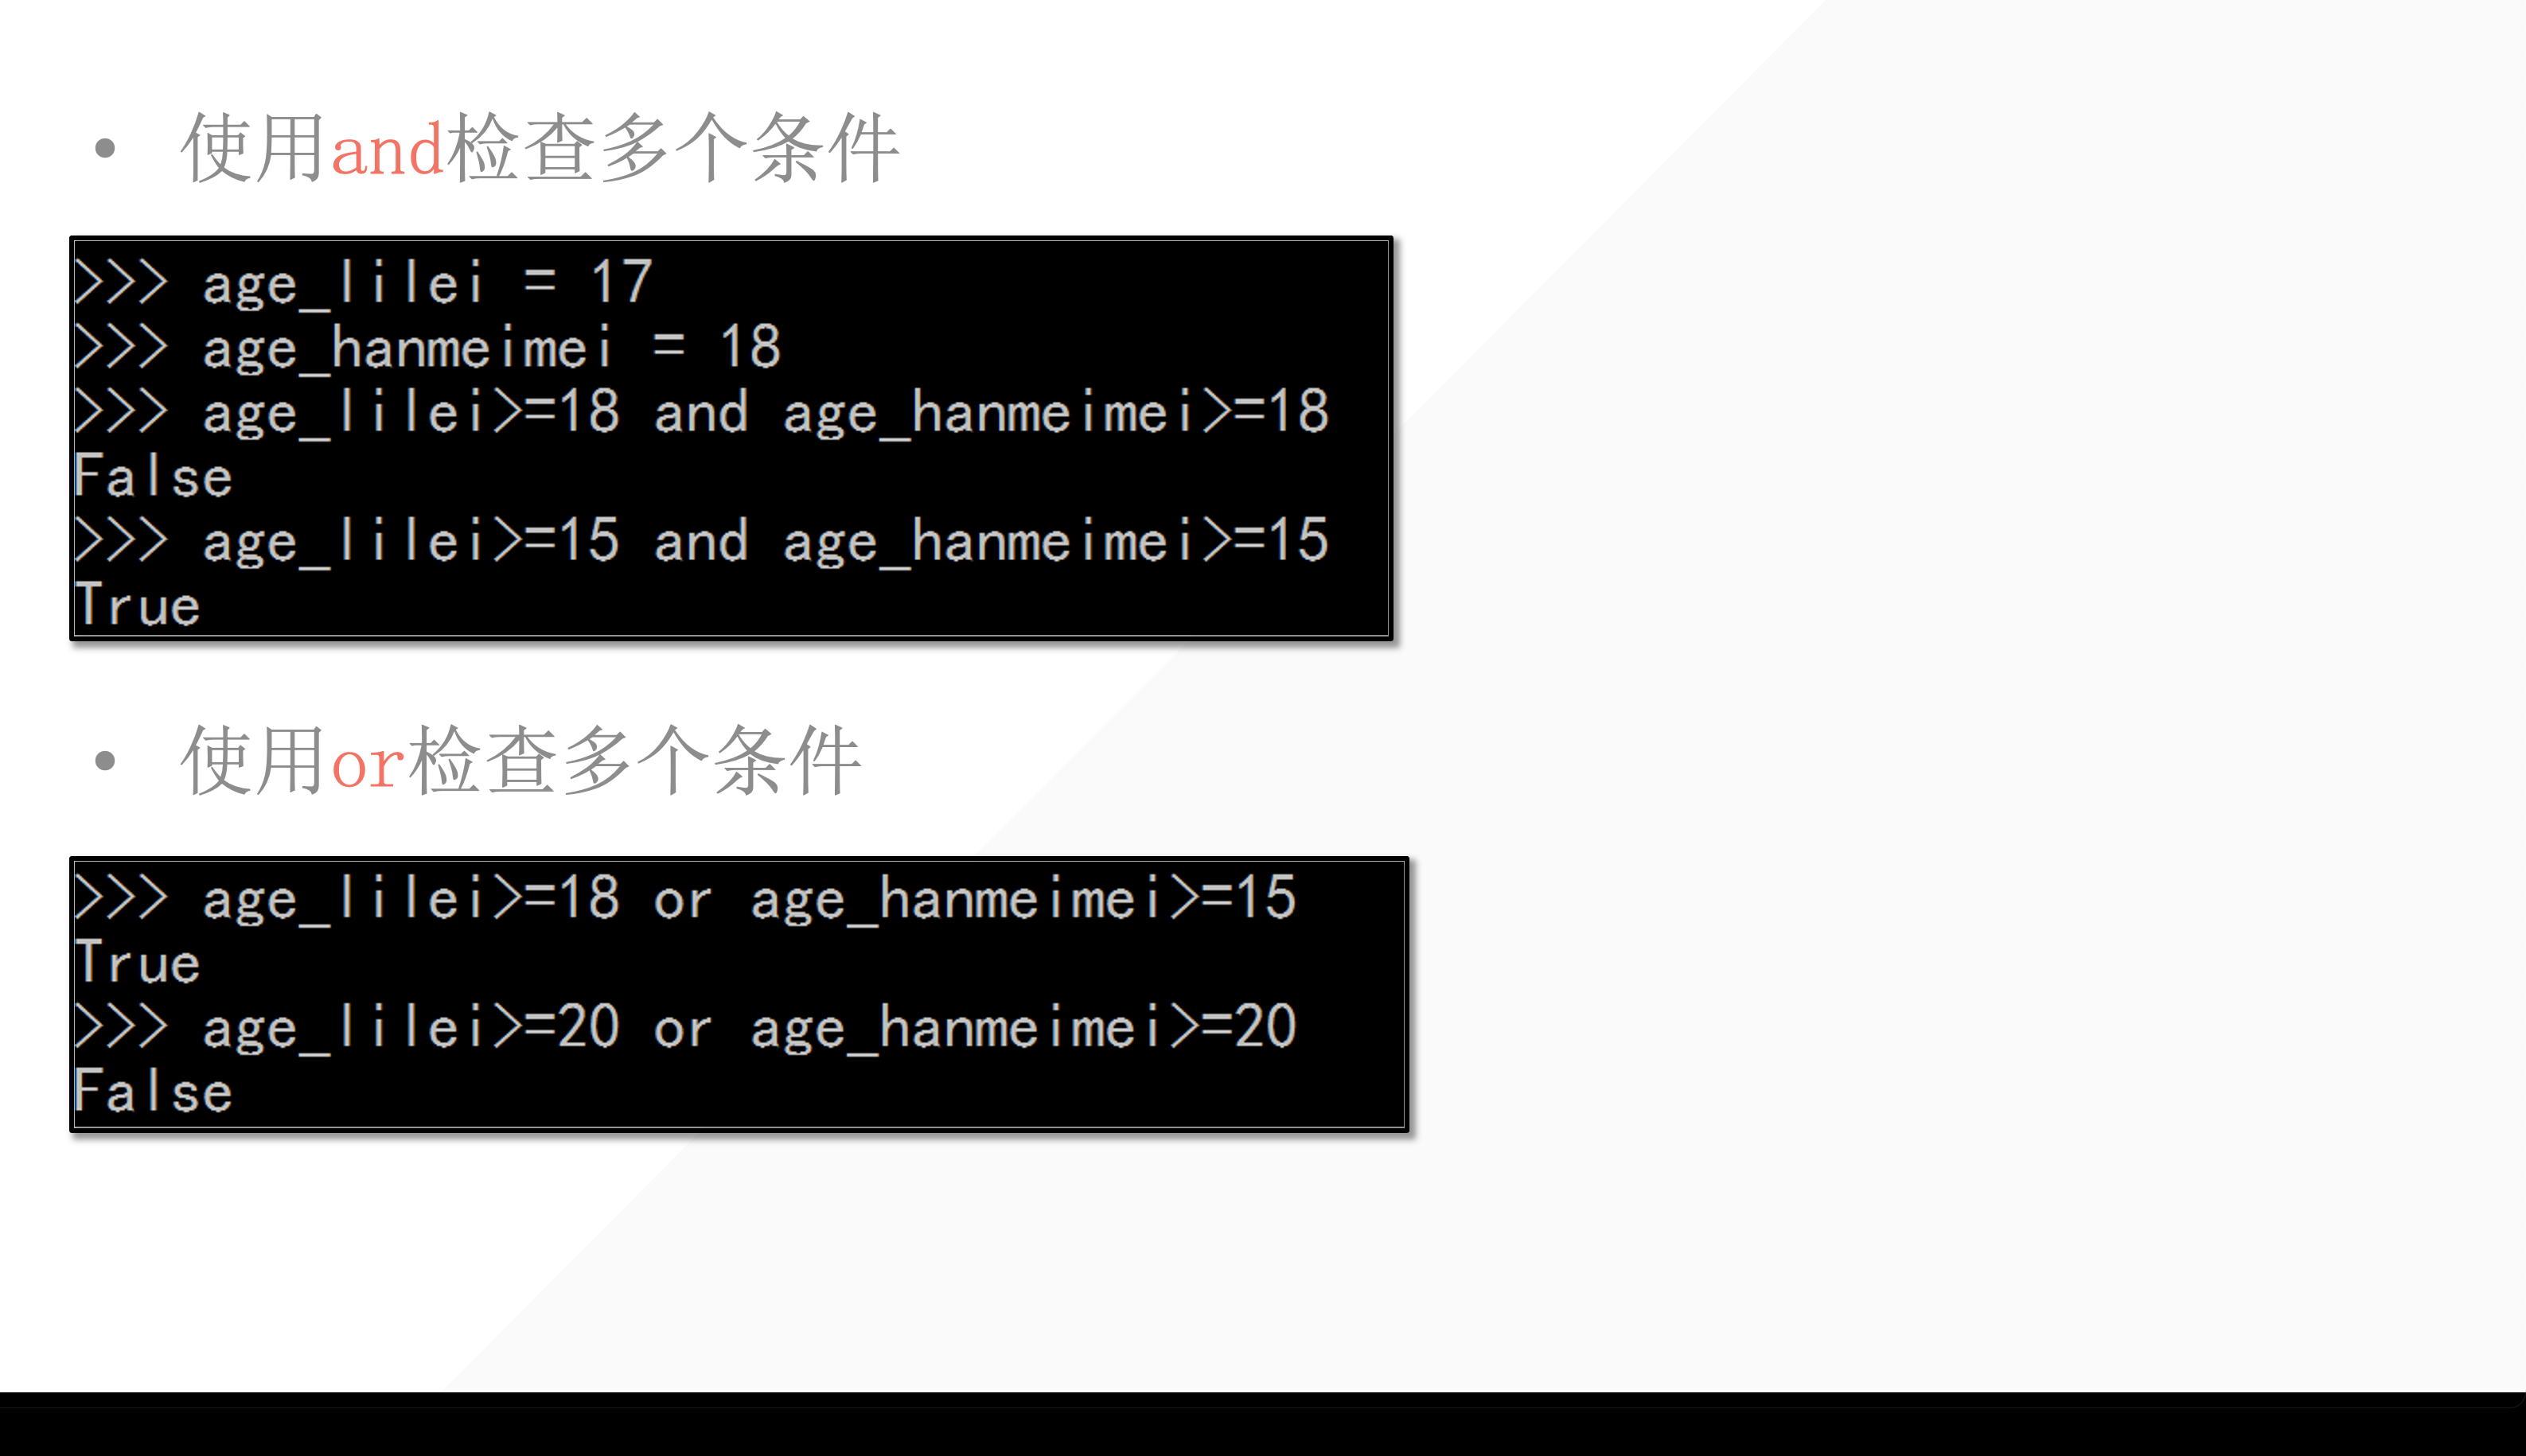 • 使用and检查多个条件
>>> age_lilei = 17
>>> age_hanmeimei = 18
>>> age_lilei>=18 and age_hanmeimei>=18
False
>>> age_lilei>=15 and age_hanmeimei>=15
True
• 使用or检查多个条件
>>> age_lilei>=18 or age_hanmeimei>=15
True
>>> age_lilei>=20 or age_hanmeimei>=20
False